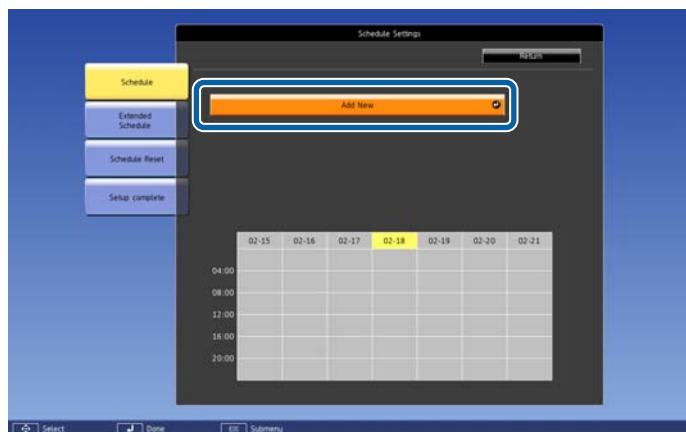 Schedule Settings
Return
Schedule
Add New
Extended
Schedule
Schedule Reset
Setup complete
02-15 02-16 02-17 02-18 02-19 02-20 02-21
04:00
08:00
12:00
16:00
20:00
Select Done Esc Submenu